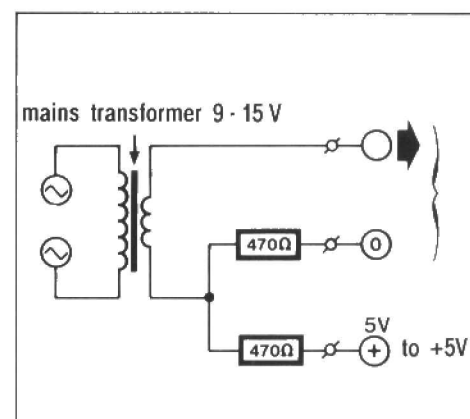 mains transformer 9 - 15 V
470Ω
0
470Ω
5V
+ to +5V